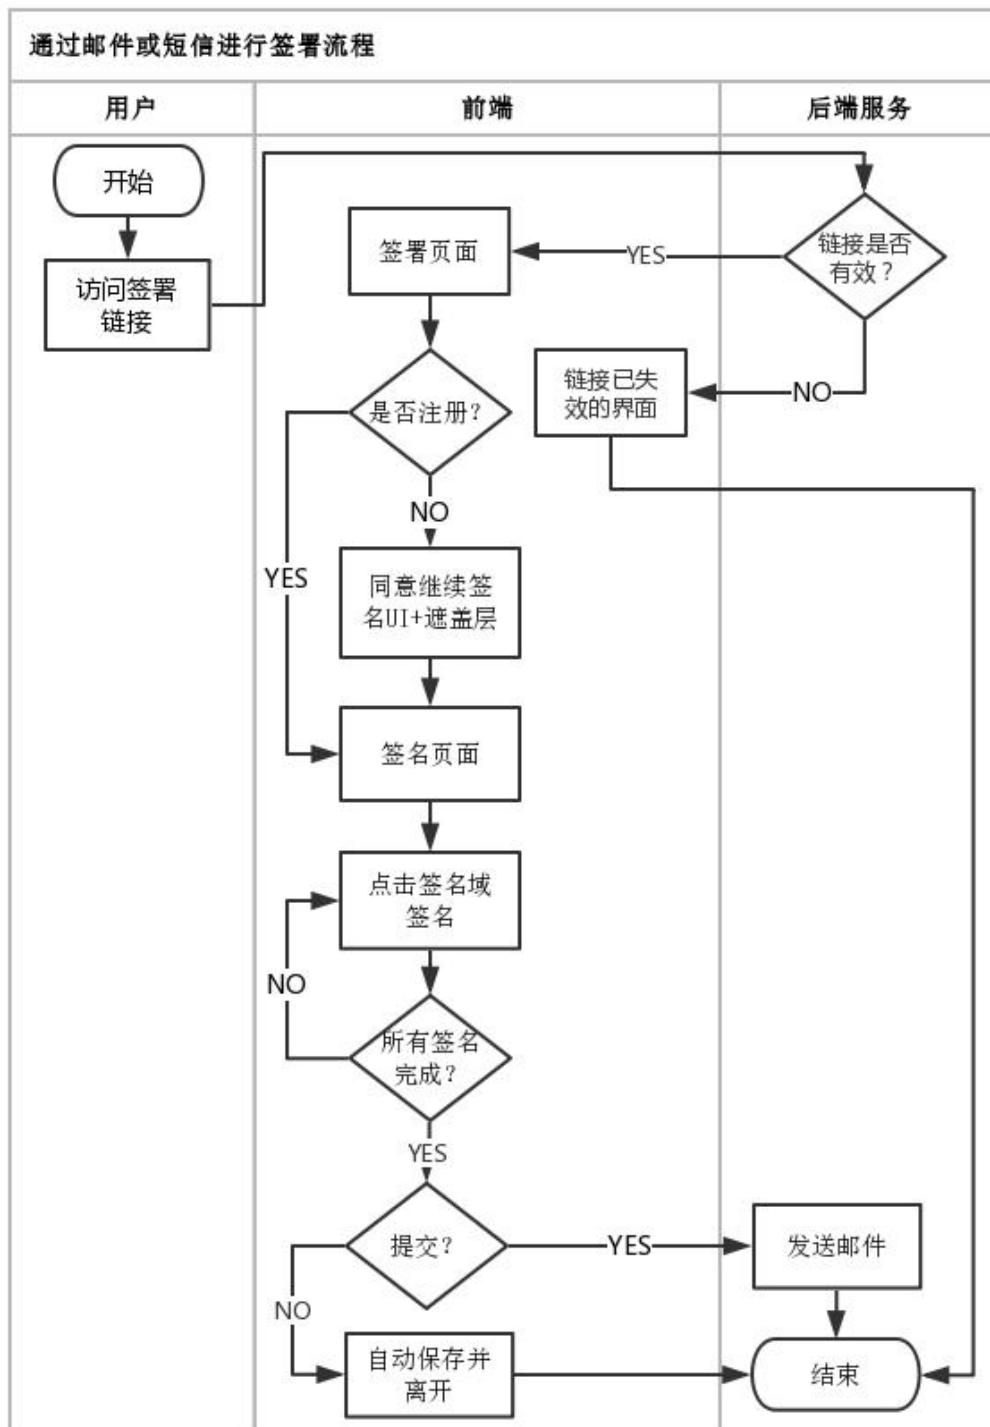 通过邮件或短信进行签署流程
用户
前端
后端服务
开始
访问签署
链接
链接是否
有效？
YES
签署页面
NO
链接已失
效的界面
是否注册？
YES
NO
同意继续签
名UI+遮盖层
签名页面
点击签名域
签名
NO
所有签名
完成？
YES
提交？
YES
发送邮件
NO
自动保存并
离开
结束